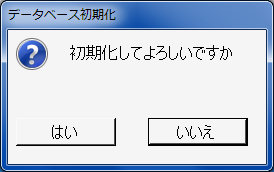 データベース初期化
初期化してよろしいですか
はい
いいえ